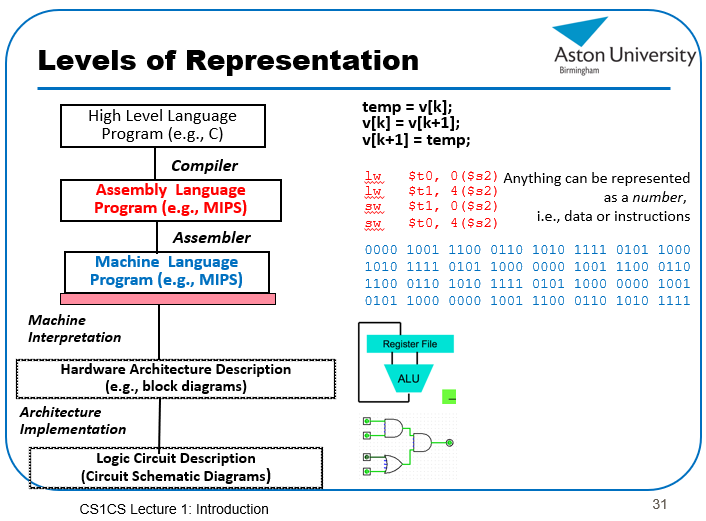 Levels of Representation
Aston University
Birmingham
High Level Language
Program (e.g., C)
Compiler
Assembly Language
Program (e.g., MIPS)
Assembler
Machine Language
Program (e.g., MIPS)
Machine
Interpretation
Hardware Architecture Description
(e.g., block diagrams)
Architecture
Implementation
Logic Circuit Description
(Circuit Schematic Diagrams)
temp = v[k];
v[k] = v[k+1];
v[k+1] = temp;
lw $t0, 0($s2)
lw $t1, 4($s2)
sw $t1, 0($s2)
sw $t0, 4($s2)
Anything can be represented
as a number,
i.e., data or instructions
0000 1001 1100 0110 1010 1111 0101 1000
1010 1111 0101 1000 0000 1001 1100 0110
1100 0110 1010 1111 0101 1000 0000 1001
0101 1000 0000 1001 1100 0110 1010 1111
Register File
ALU
CS1CS Lecture 1: Introduction
31